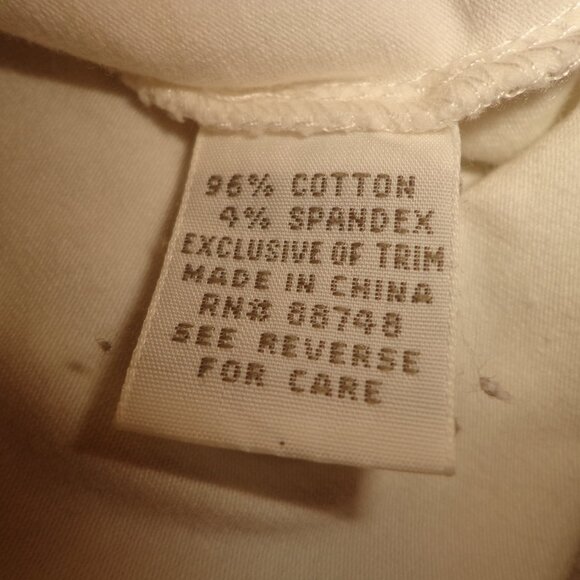 96% COTTON
4% SPANDEX
EXCLUSIVE OF TRIM
MADE IN CHINA
RN# 88748
SEE REVERSE
FOR CARE